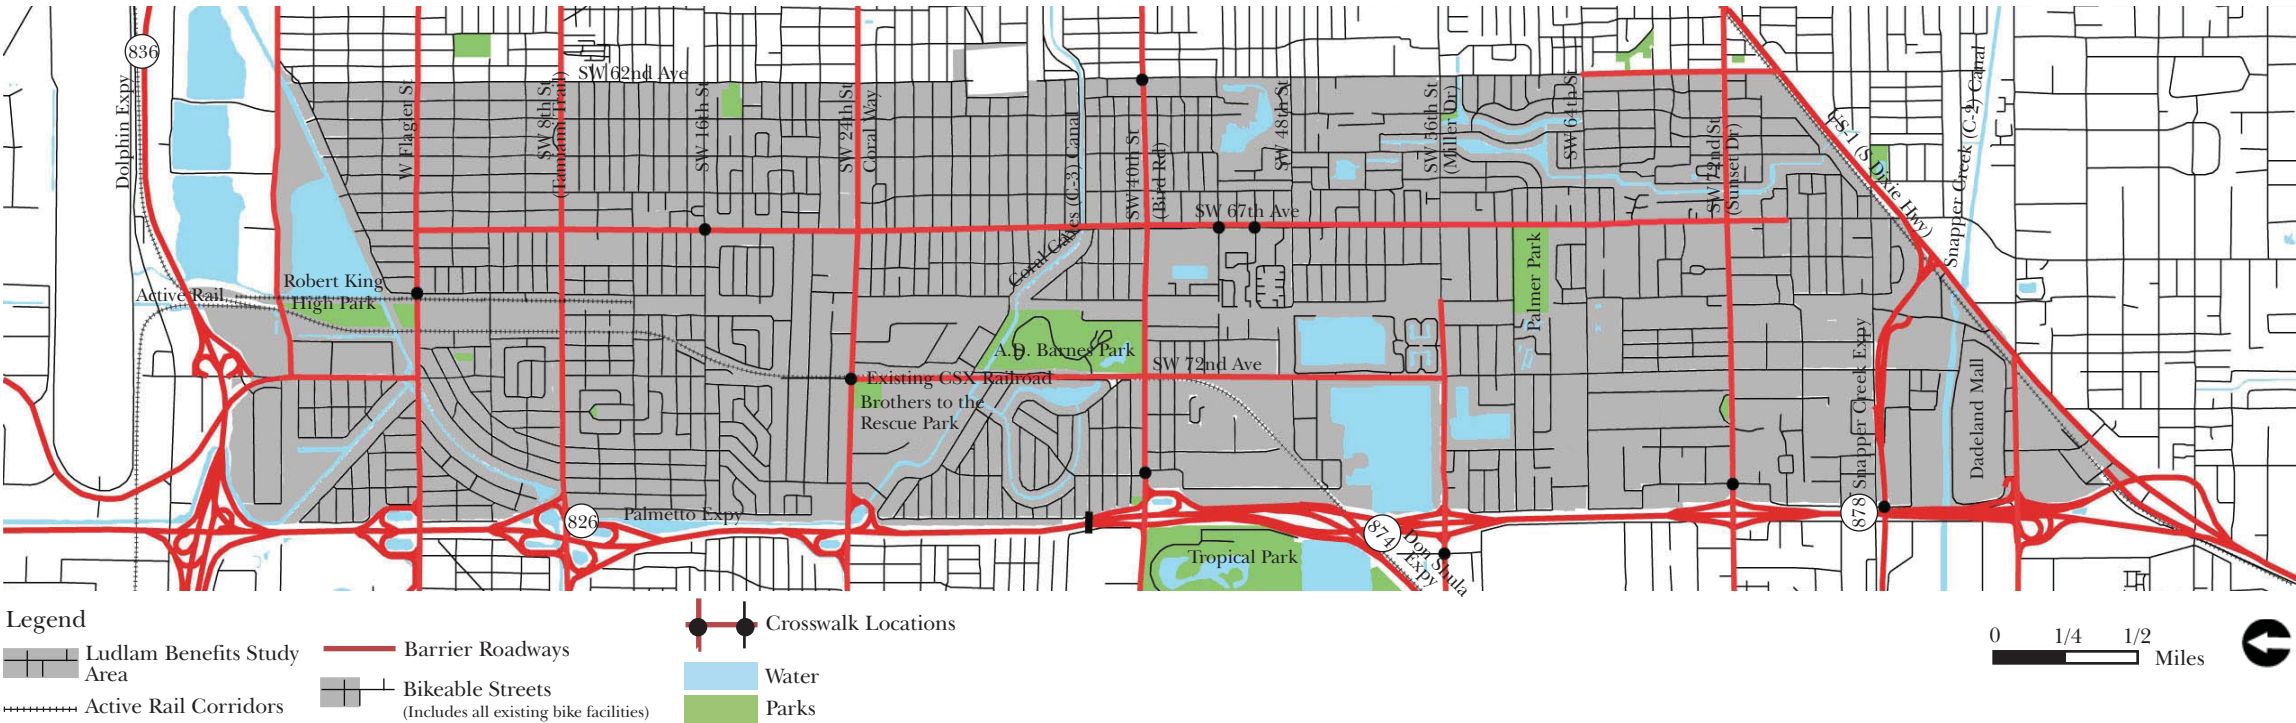 836
Dolphin Expy
W Flagler St
SW 8th St
(Tamiami Trail)
SW 62nd Ave
SW 16th St
SW 24th St
Coral Way
Coral Gables (C-3) Canal
SW 40th St
(Bird Rd)
SW 48th St
SW 56th St
(Miller Dr)
SW 64th St
SW 72nd St
(Sunset Dr)
US-1 (S Dixie Hwy)
Snapper Creek (C-2) Canal
SW 67th Ave
Active Rail
Robert King
High Park
Palmer Park
A.D. Barnes Park
SW 72nd Ave
Existing CSX Railroad
Brothers to the
Rescue Park
Snapper Creek Expy
Dadeland Mall
826
Palmetto Expy
878
874
Don Shula
Expy
Tropical Park
Legend
Ludlam Benefits Study
Area
Active Rail Corridors
Barrier Roadways
Bikeable Streets
(Includes all existing bike facilities)
Crosswalk Locations
Water
Parks
0 1/4 1/2
Miles